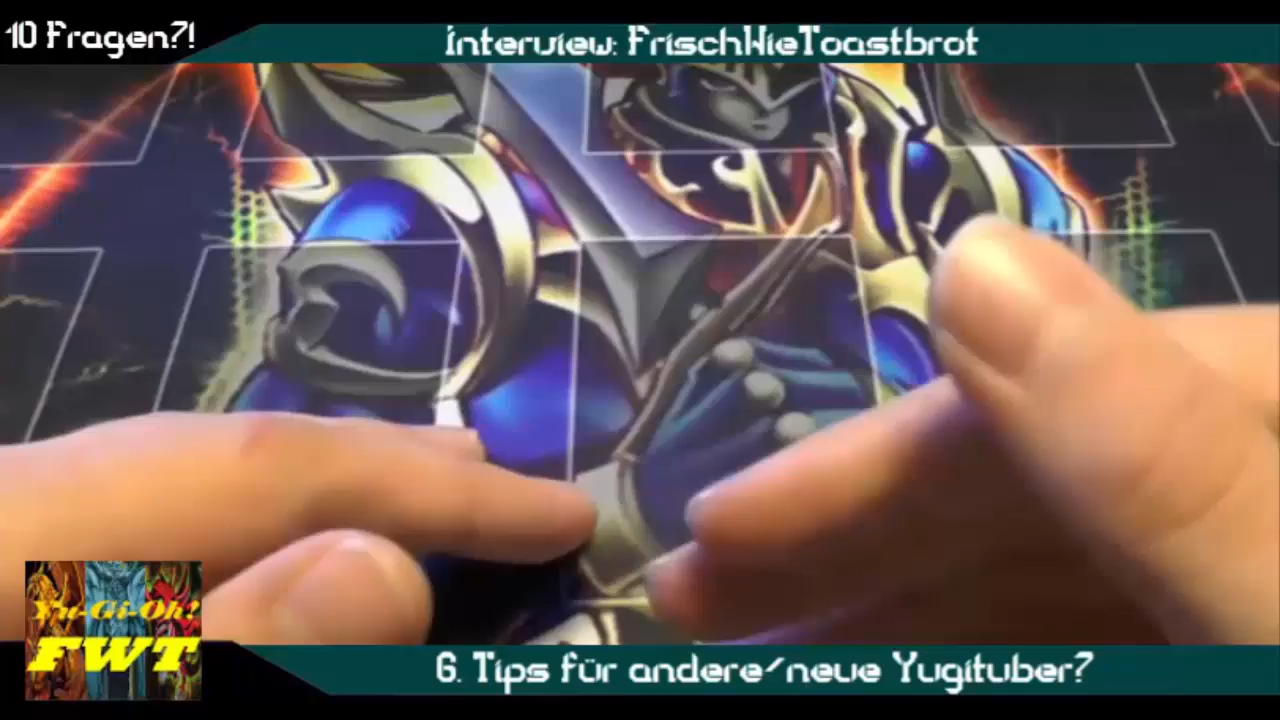 10 Fragen?!
Interview: FrischWieToastbrot
Yu-Gi-Oh!
FWT
6. Tips für andere/neue Yugituber?